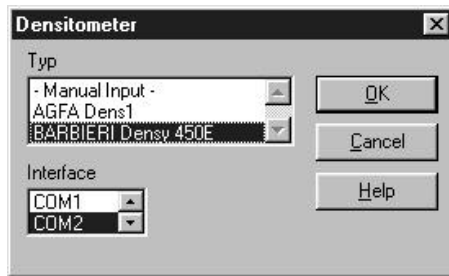 Densitometer
Typ
- Manual Input -
AGFA Dens1
BARBIERI Densy 450E
OK
Cancel
Interface
COM1
COM2
Help